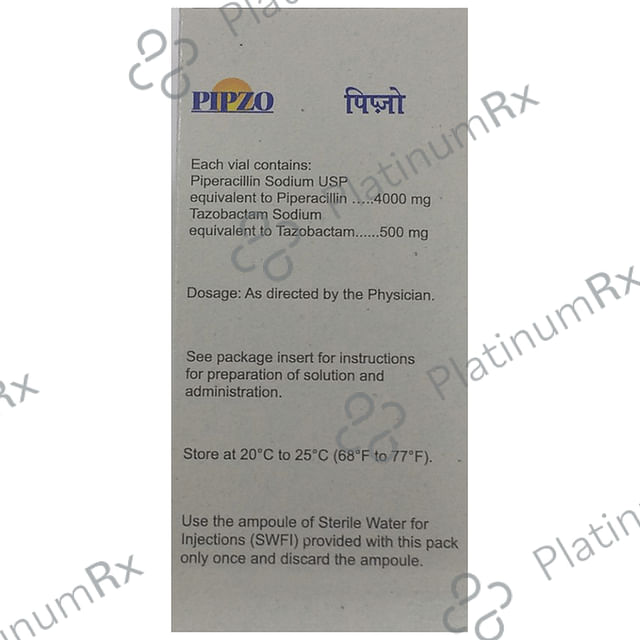 PIPZO
पिप्ज़ो
Each vial contains:
Piperacillin Sodium USP
equivalent to Piperacillin .....4000 mg
Tazobactam Sodium
equivalent to Tazobactam......500 mg
Dosage: As directed by the Physician.
See package insert for instructions
for preparation of solution and
administration.
Store at 20°C to 25°C (68°F to 77°F).
Use the ampoule of Sterile Water for
Injections (SWFI) provided with this pack
only once and discard the ampoule.
PlatinumRx
PlatinumRx
PlatinumRx
Rx
PlatinumRx
tinumRx